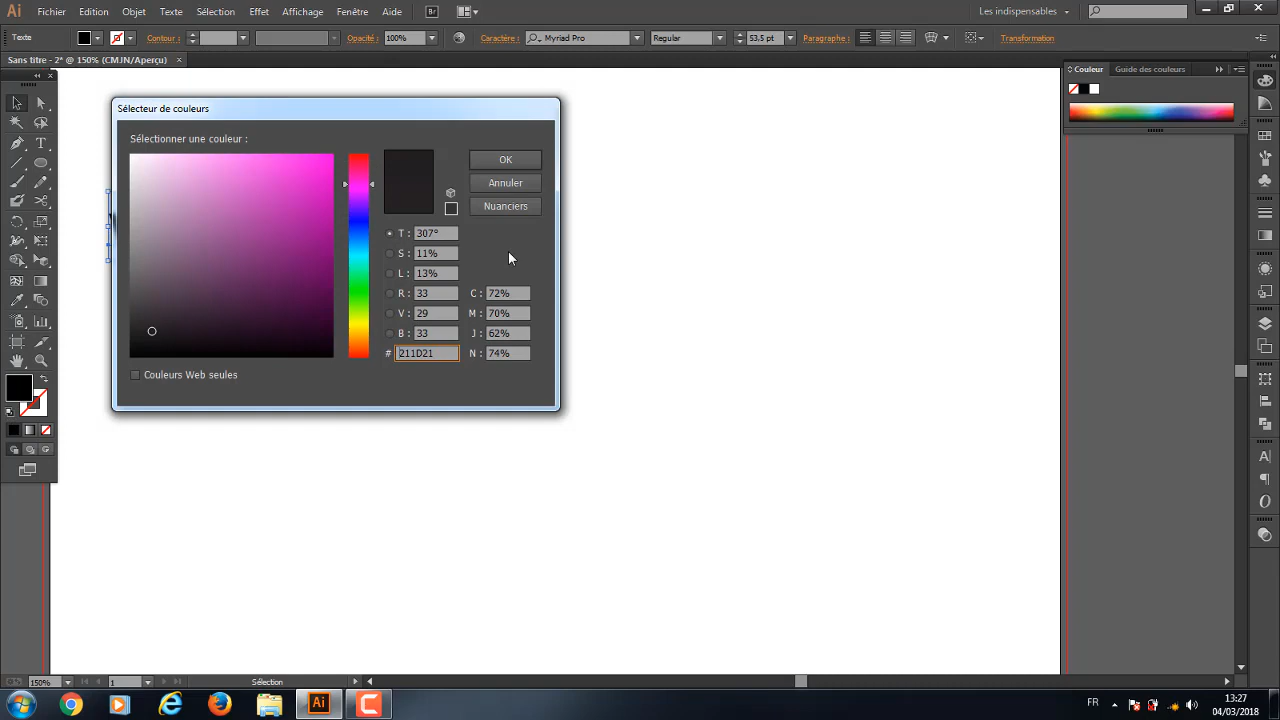 Ai Fichier Edition Objet Texte Sélection Effet Affichage Fenêtre Aide Br Les indispensables
Texte Contour : Opacité : 100% Caractère : Myriad Pro Regular 53,5 pt Paragraphe : Transformation
Sans titre - 2* @ 150% (CMJN/Aperçu) ×
Couleur Guide des couleurs
Sélecteur de couleurs
Sélectionner une couleur :
OK
Annuler
Nuanciers
T : 307°
S : 11%
L : 13%
R : 33 C : 72%
V : 29 M : 70%
B : 33 J : 62%
# 211D21 N : 74%
Couleurs Web seules
150% 1 Sélection
Ai FR 13:27
04/03/2018